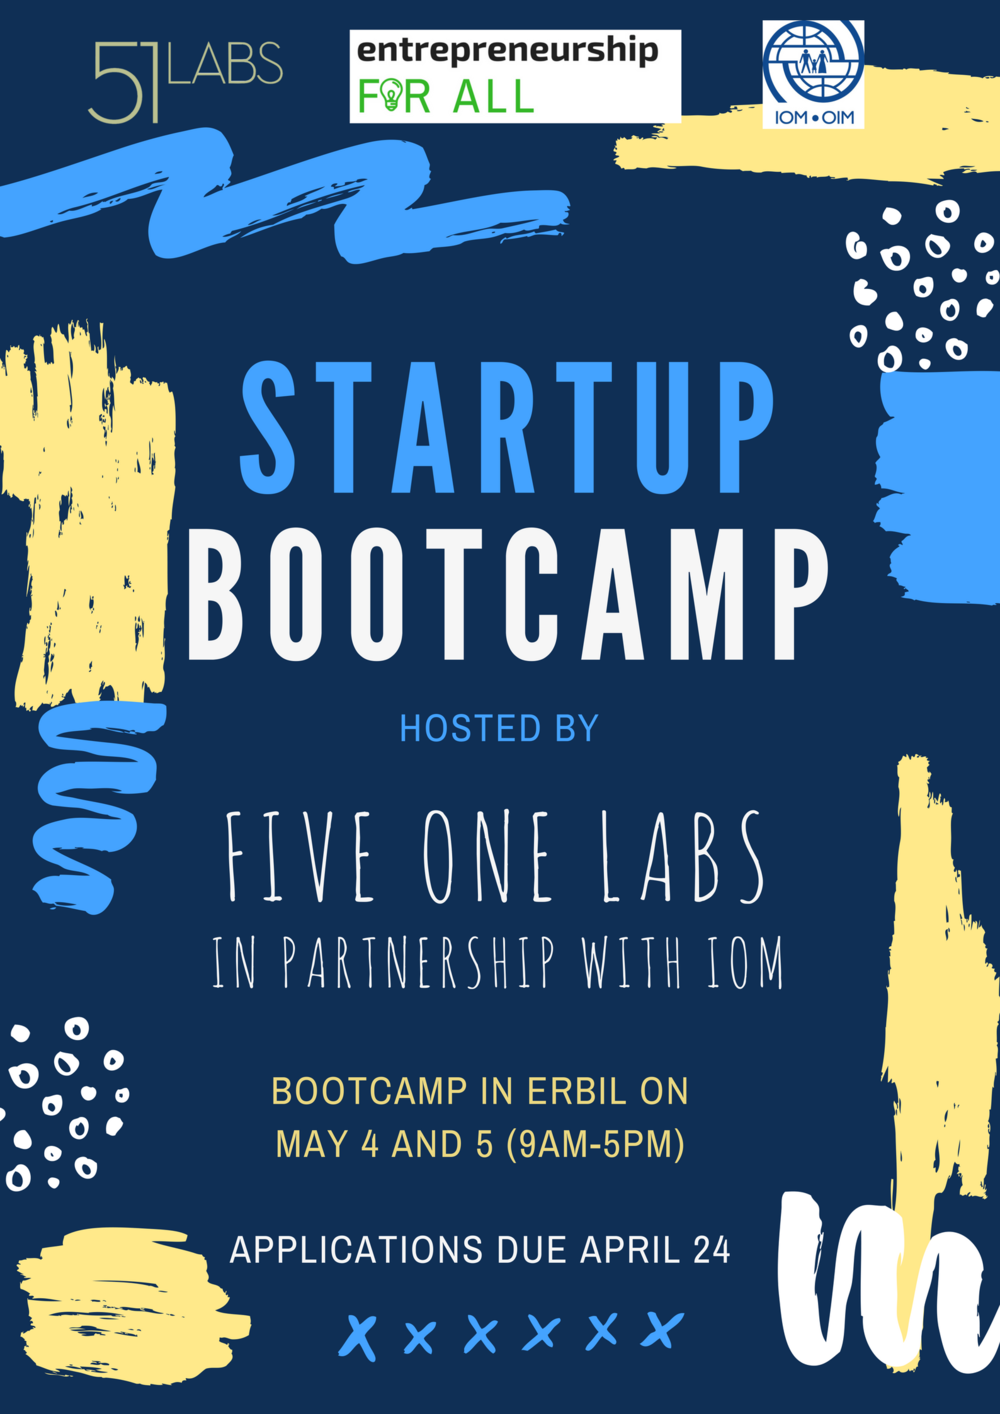 51LABS
entrepreneurship
FOR ALL
IOM • OIM
STARTUP
BOOTCAMP
HOSTED BY
FIVE ONE LABS
IN PARTNERSHIP WITH IOM
BOOTCAMP IN ERBIL ON
MAY 4 AND 5 (9AM-5PM)
APPLICATIONS DUE APRIL 24